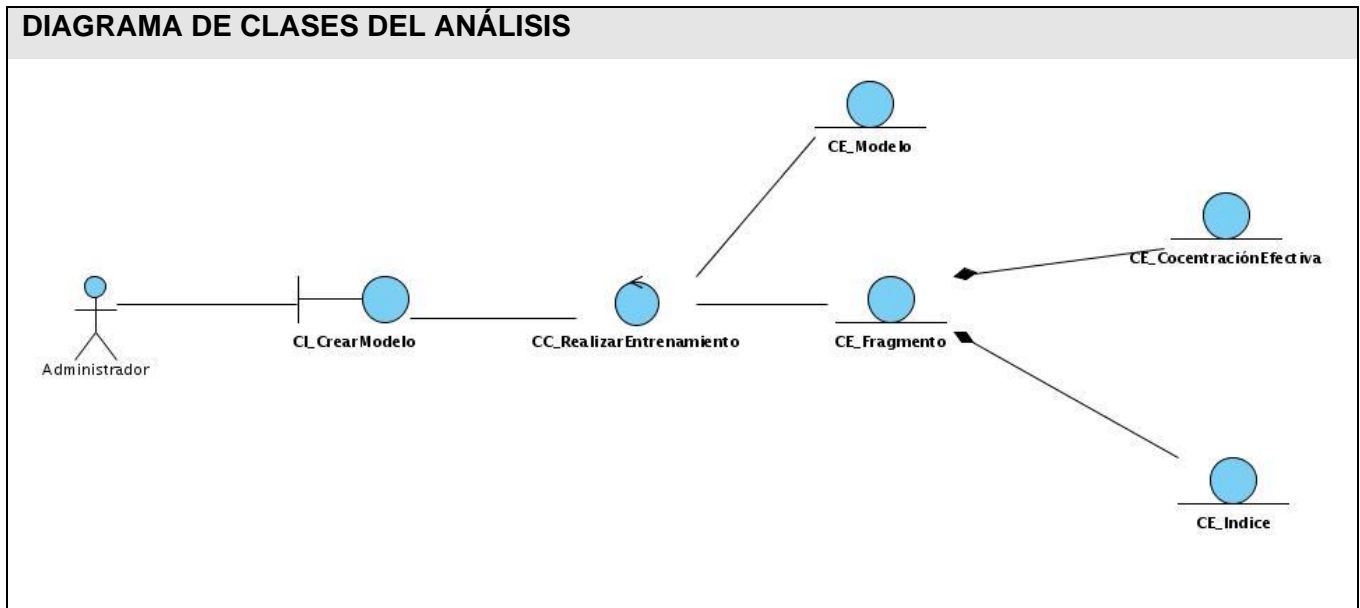 DIAGRAMA DE CLASES DEL ANÁLISIS
CE_Modelo
CE_CocentraciónEfectiva
CI_CrearModelo
CC_RealizarEntrenamiento
CE_Fragmento
Administrador
CE_Indice